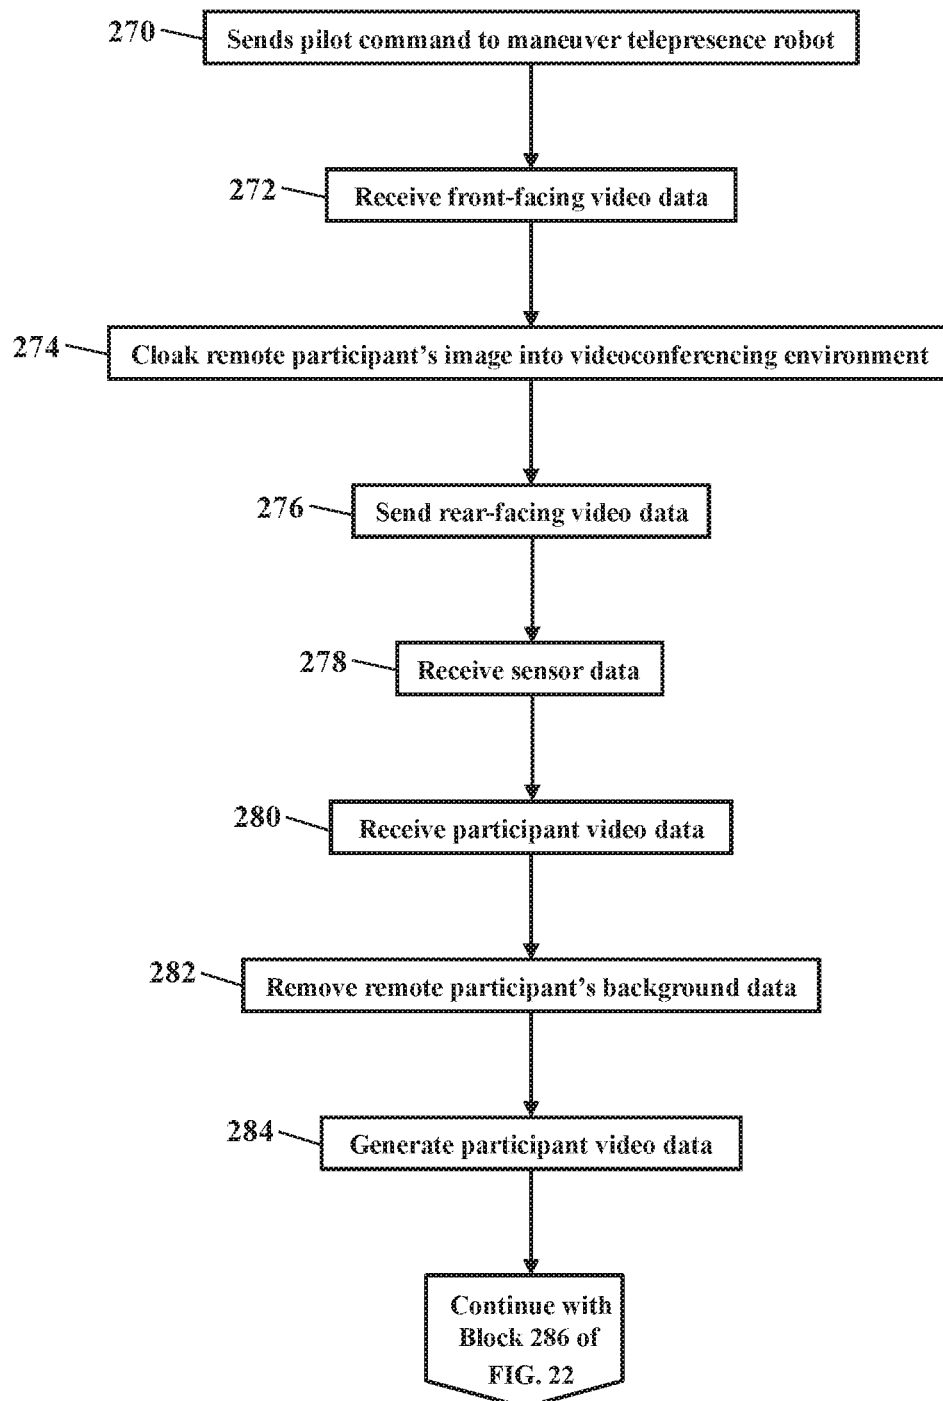 270
Sends pilot command to maneuver telepresence robot
272
Receive front-facing video data
274
Cloak remote participant's image into videoconferencing environment
276
Send rear-facing video data
278
Receive sensor data
280
Receive participant video data
282
Remove remote participant's background data
284
Generate participant video data
Continue with
Block 286 of
FIG. 22